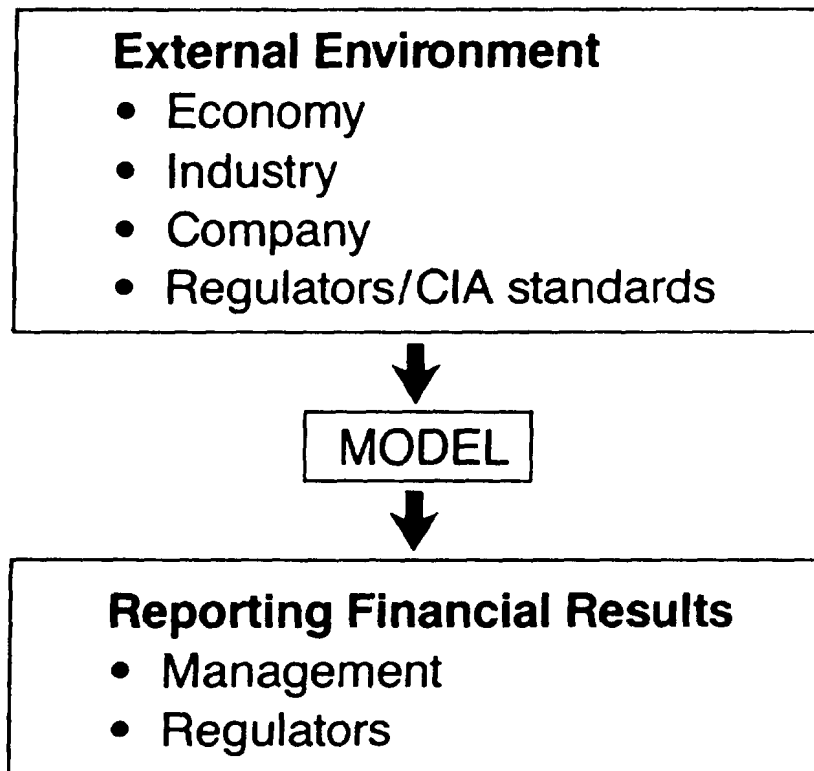 External Environment
• Economy
• Industry
• Company
• Regulators/CIA standards
MODEL
Reporting Financial Results
• Management
• Regulators